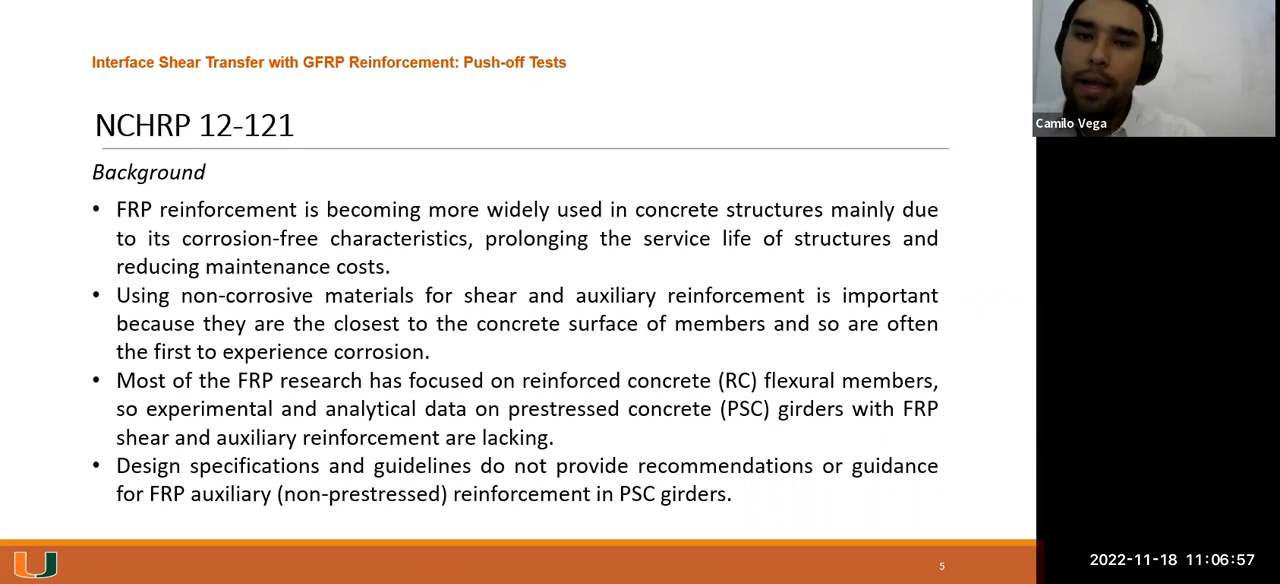 Interface Shear Transfer with GFRP Reinforcement: Push-off Tests
NCHRP 12-121
Background
• FRP reinforcement is becoming more widely used in concrete structures mainly due
to its corrosion-free characteristics, prolonging the service life of structures and
reducing maintenance costs.
• Using non-corrosive materials for shear and auxiliary reinforcement is important
because they are the closest to the concrete surface of members and so are often
the first to experience corrosion.
• Most of the FRP research has focused on reinforced concrete (RC) flexural members,
so experimental and analytical data on prestressed concrete (PSC) girders with FRP
shear and auxiliary reinforcement are lacking.
• Design specifications and guidelines do not provide recommendations or guidance
for FRP auxiliary (non-prestressed) reinforcement in PSC girders.
5
Camilo Vega
2022-11-18 11:06:57